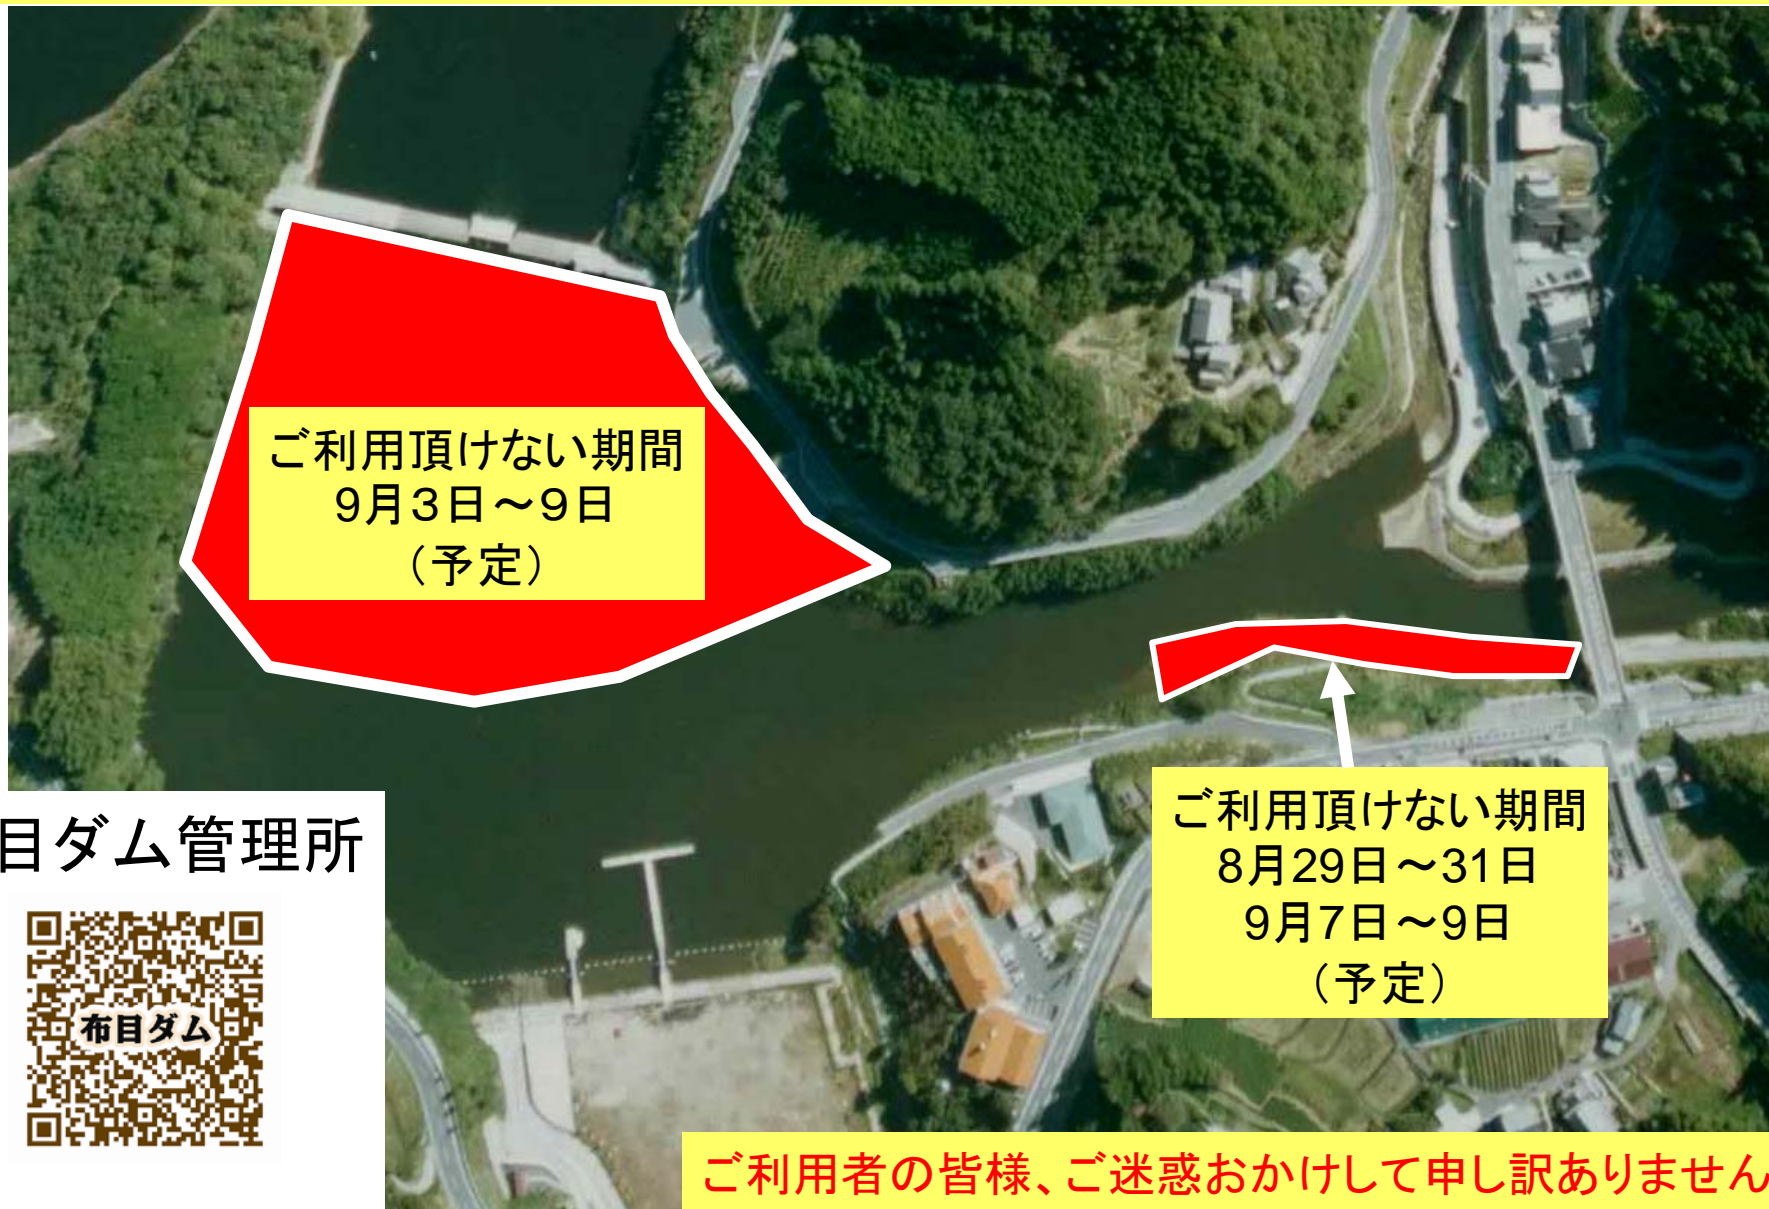 ご利用頂けない期間
9月3日～9日
（予定）
ご利用頂けない期間
8月29日～31日
9月7日～9日
（予定）
目ダム管理所
布目ダム
ご利用者の皆様、ご迷惑おかけして申し訳ありません